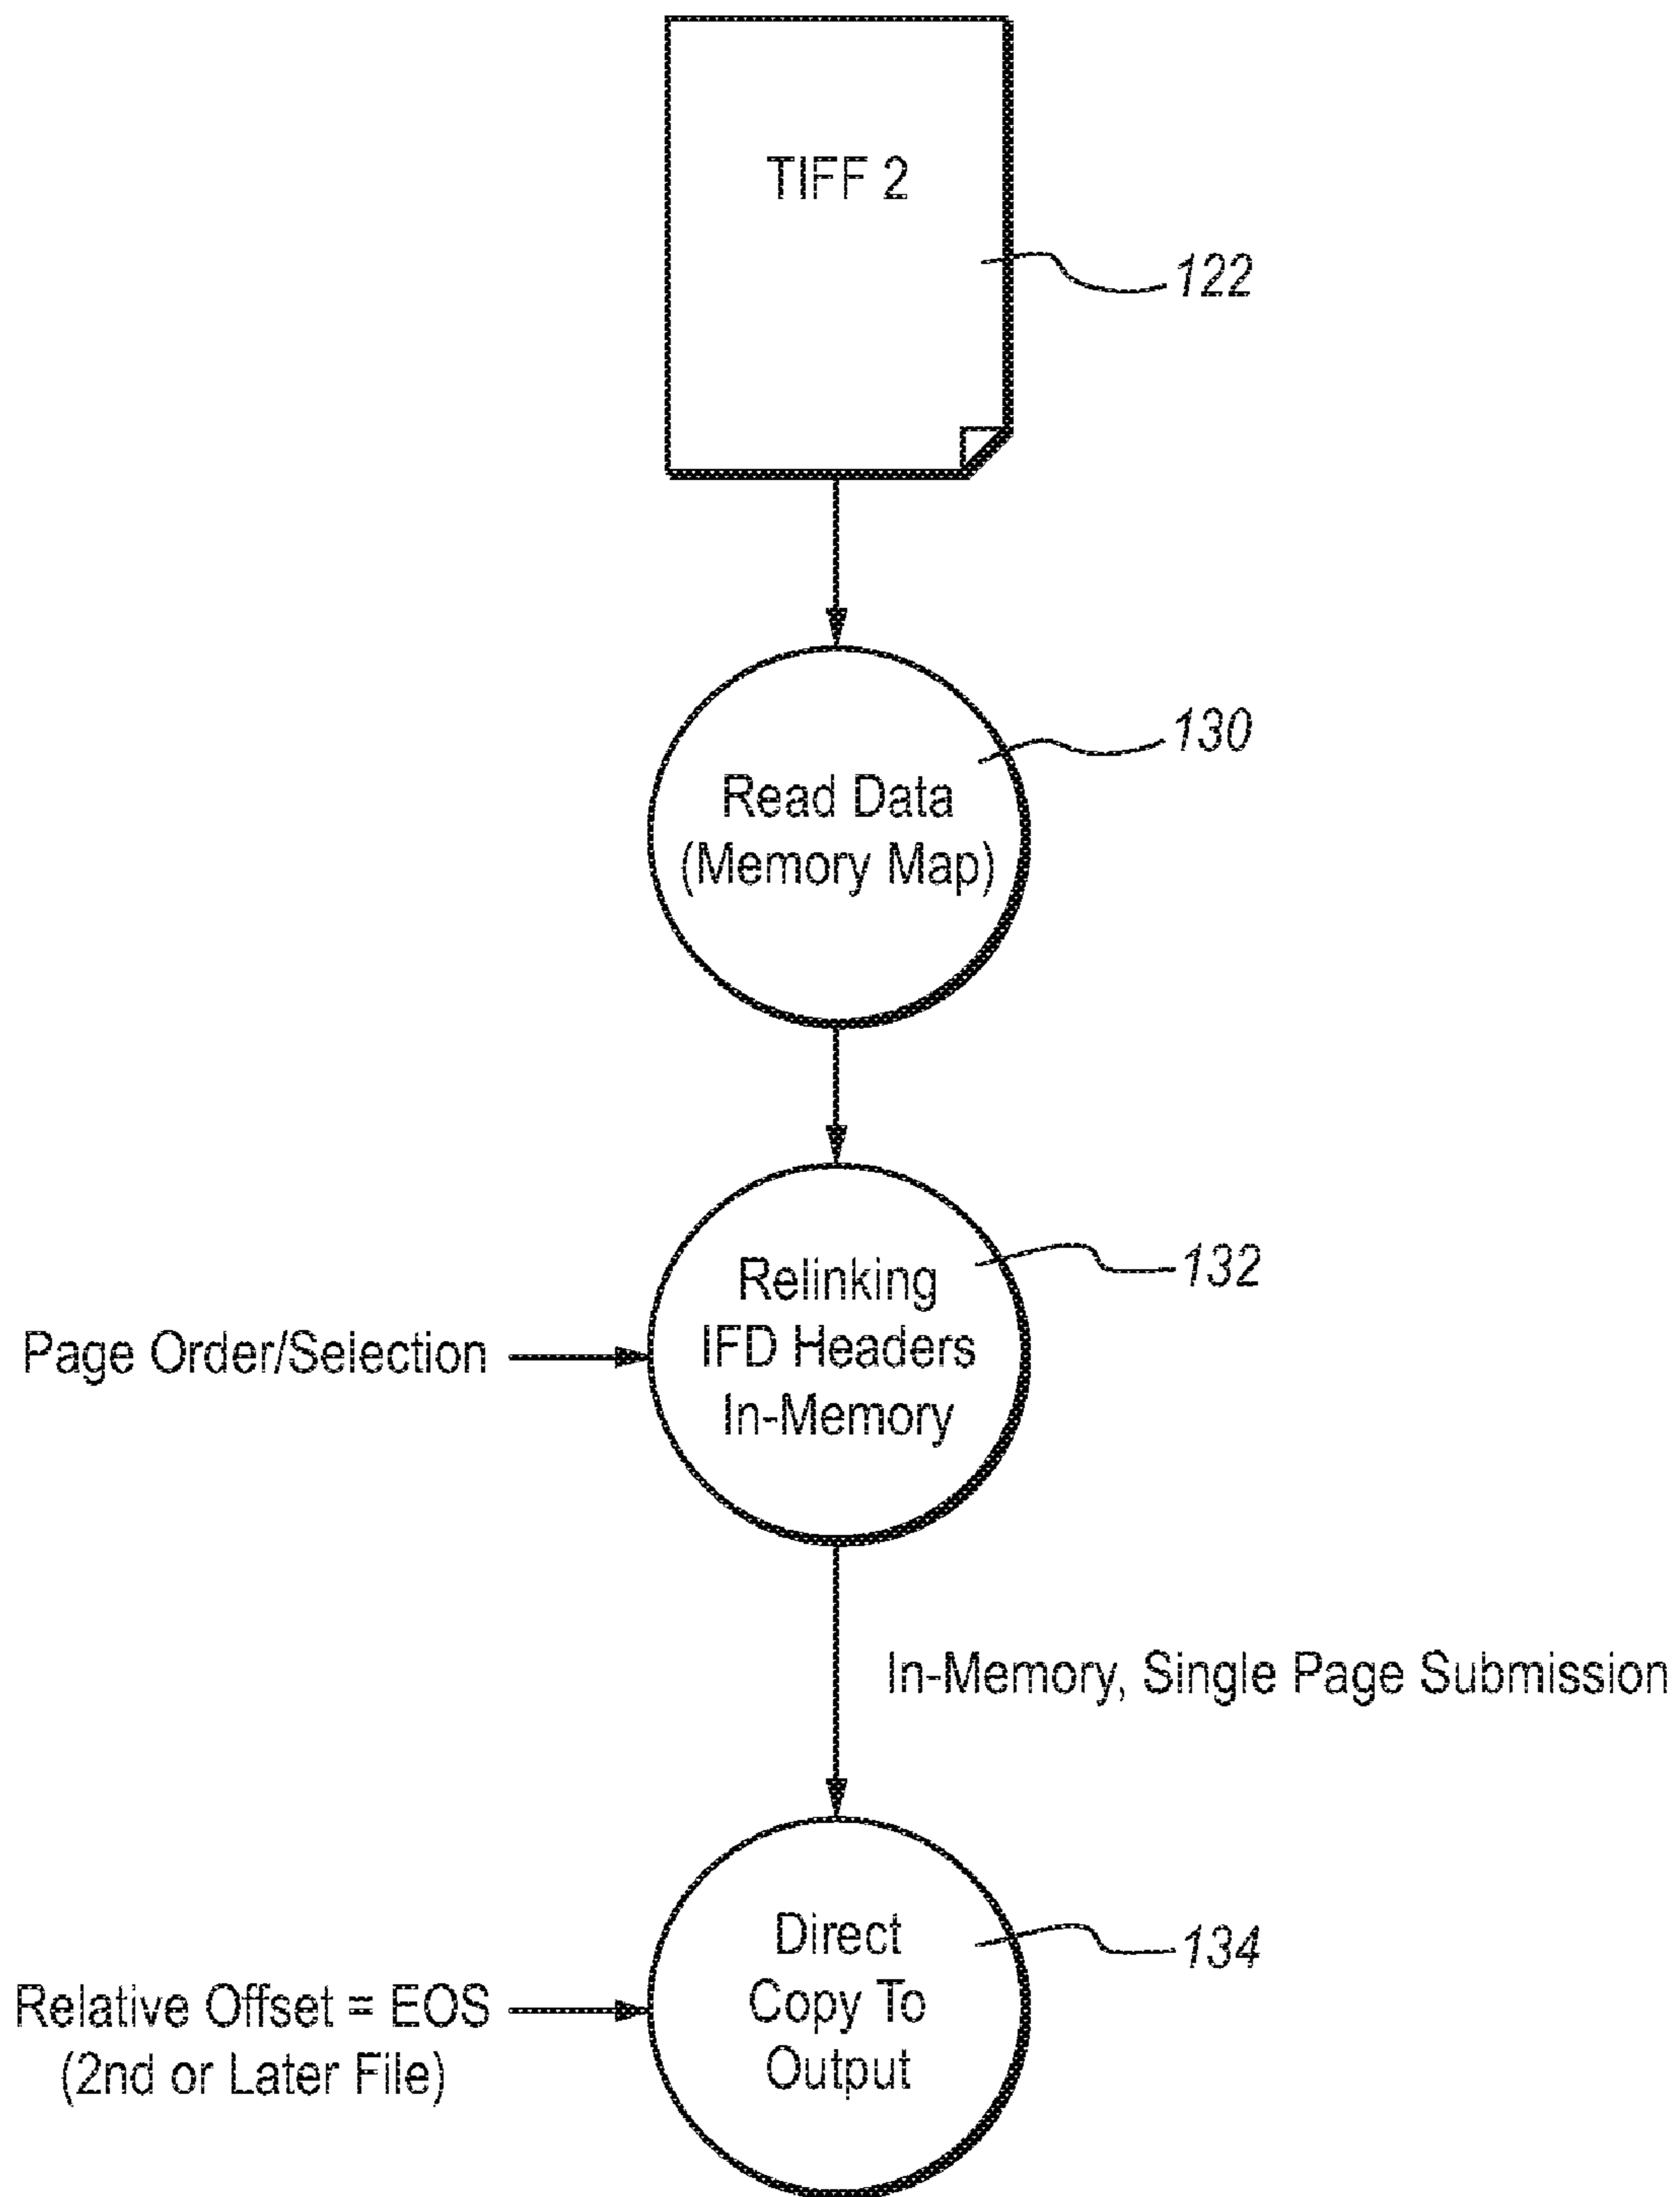 TIFF 2
122
130
Read Data
(Memory Map)
132
Relinking
IFD Headers
In-Memory
Page Order/Selection
In-Memory, Single Page Submission
134
Direct
Copy To
Output
Relative Offset = EOS
(2nd or Later File)